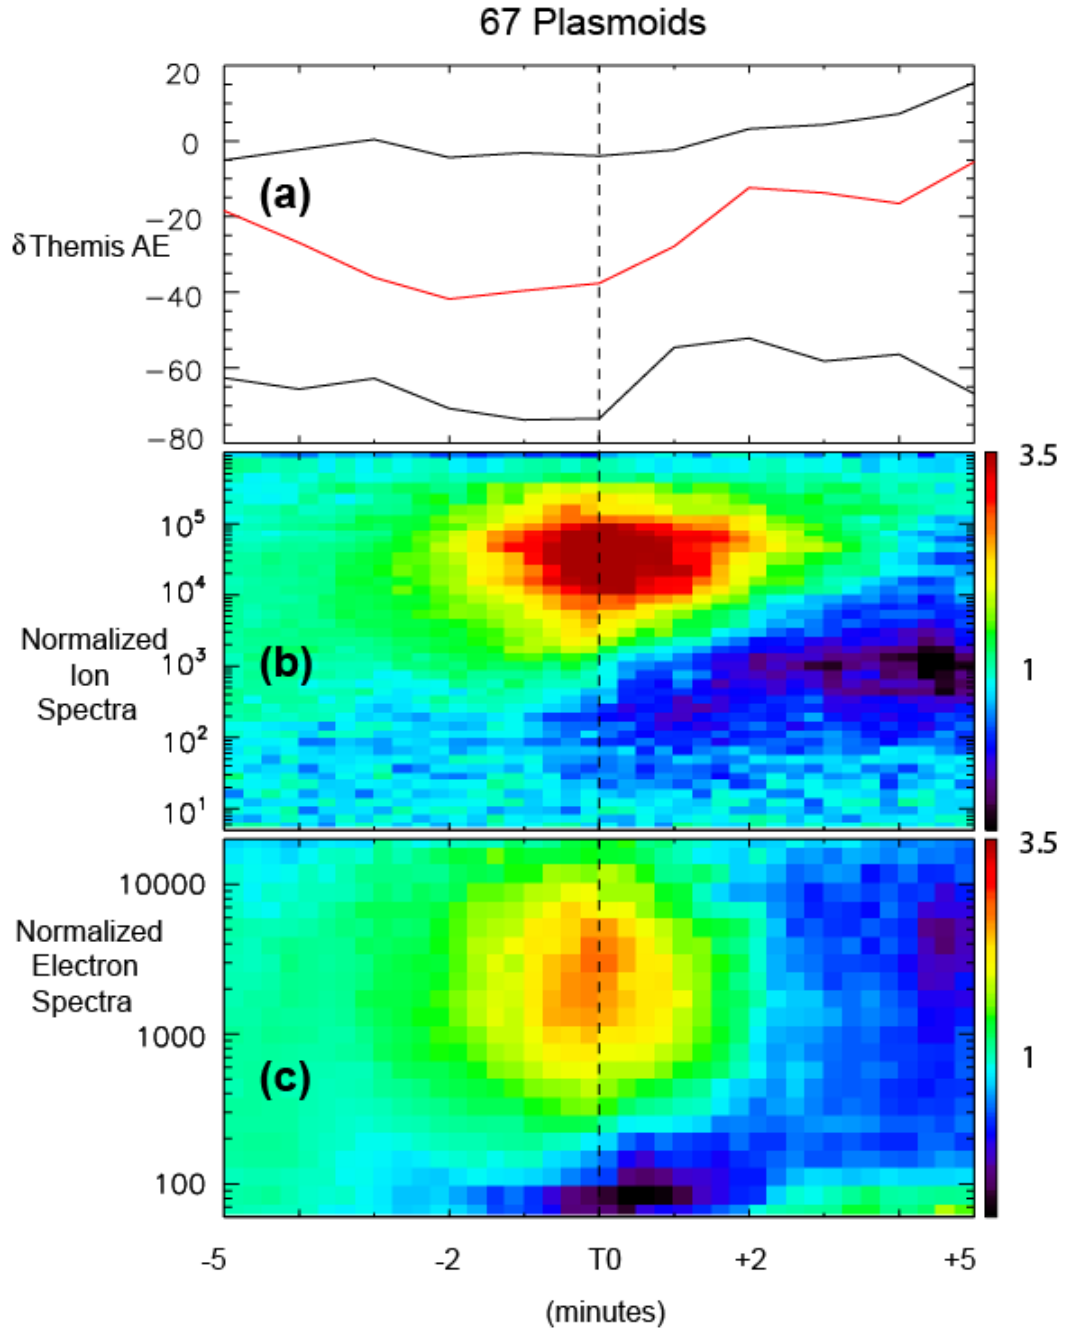 67 Plasmoids
20
0
(a)
−20
δ Themis AE
−40
−60
−80
3.5
10⁵
10⁴
Normalized
Ion
Spectra
(b)
10³
1
10²
10¹
3.5
10000
Normalized
Electron
Spectra
1000
1
(c)
100
-5 -2 T0 +2 +5
(minutes)